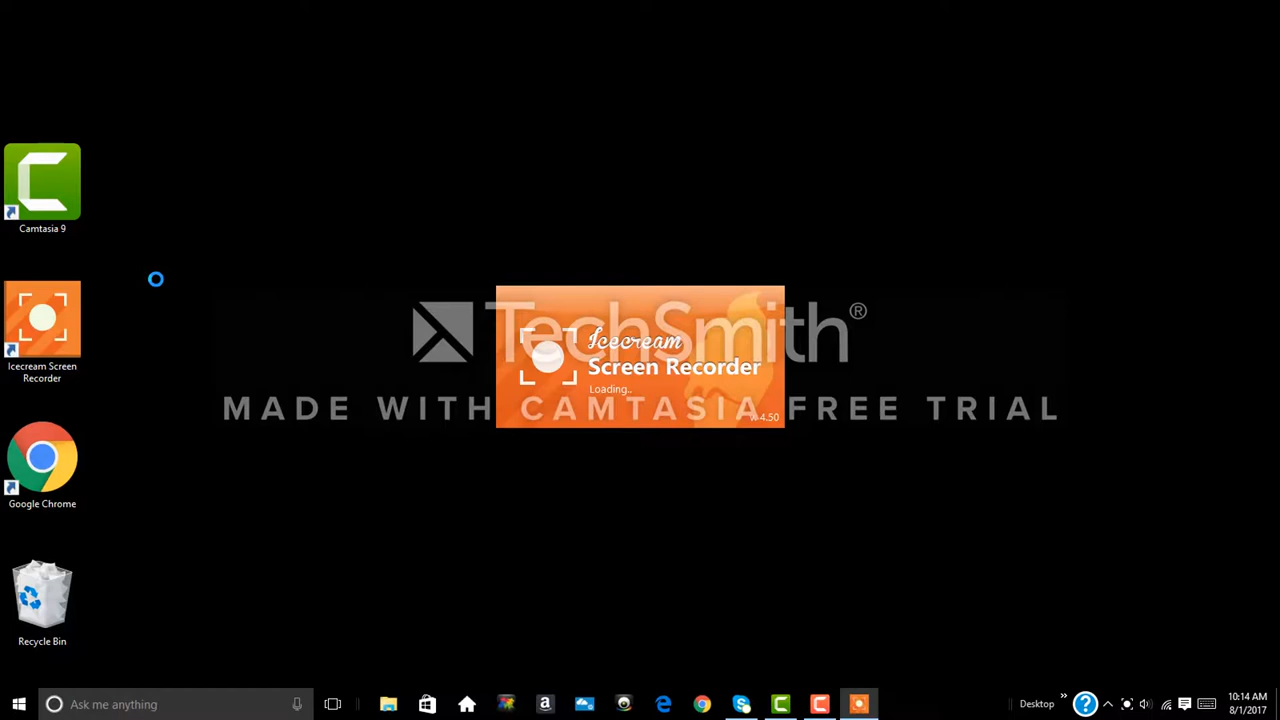 Camtasia 9
Icecream Screen
Recorder
Google Chrome
Recycle Bin
TechSmith®
MADE WITH CAMTASIA FREE TRIAL
Icecream
Screen Recorder
Loading..
v. 4.50
Ask me anything
Desktop
10:14 AM
8/1/2017